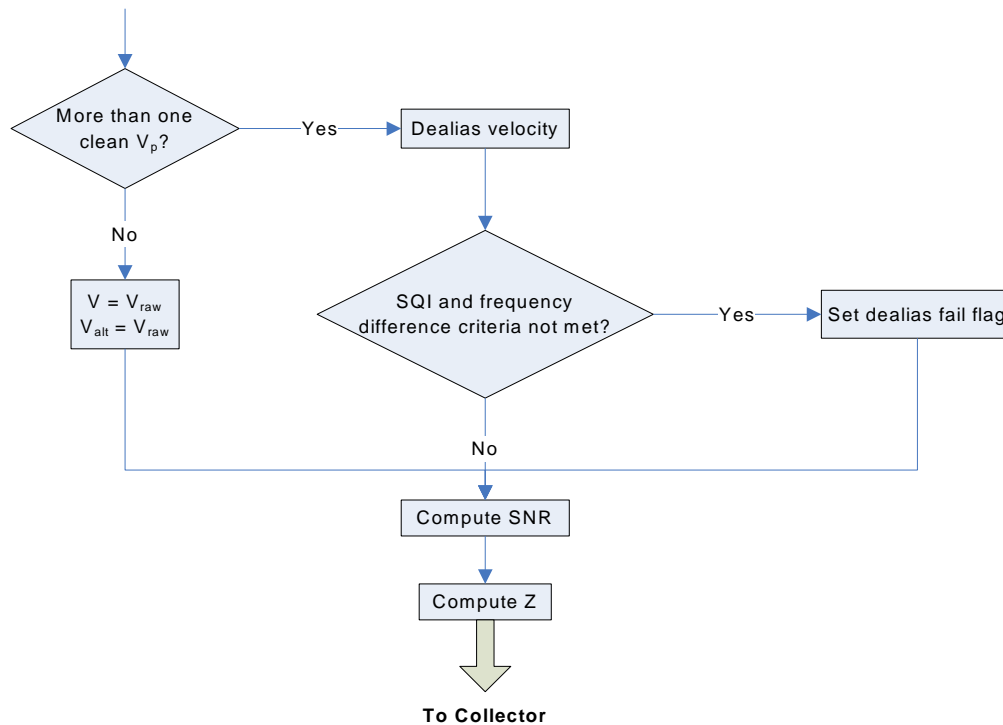 More than one
clean Vp?
Yes
Dealias velocity
No
V = Vraw
Valt = Vraw
SQI and frequency
difference criteria not met?
Yes
Set dealias fail flag
No
Compute SNR
Compute Z
To Collector